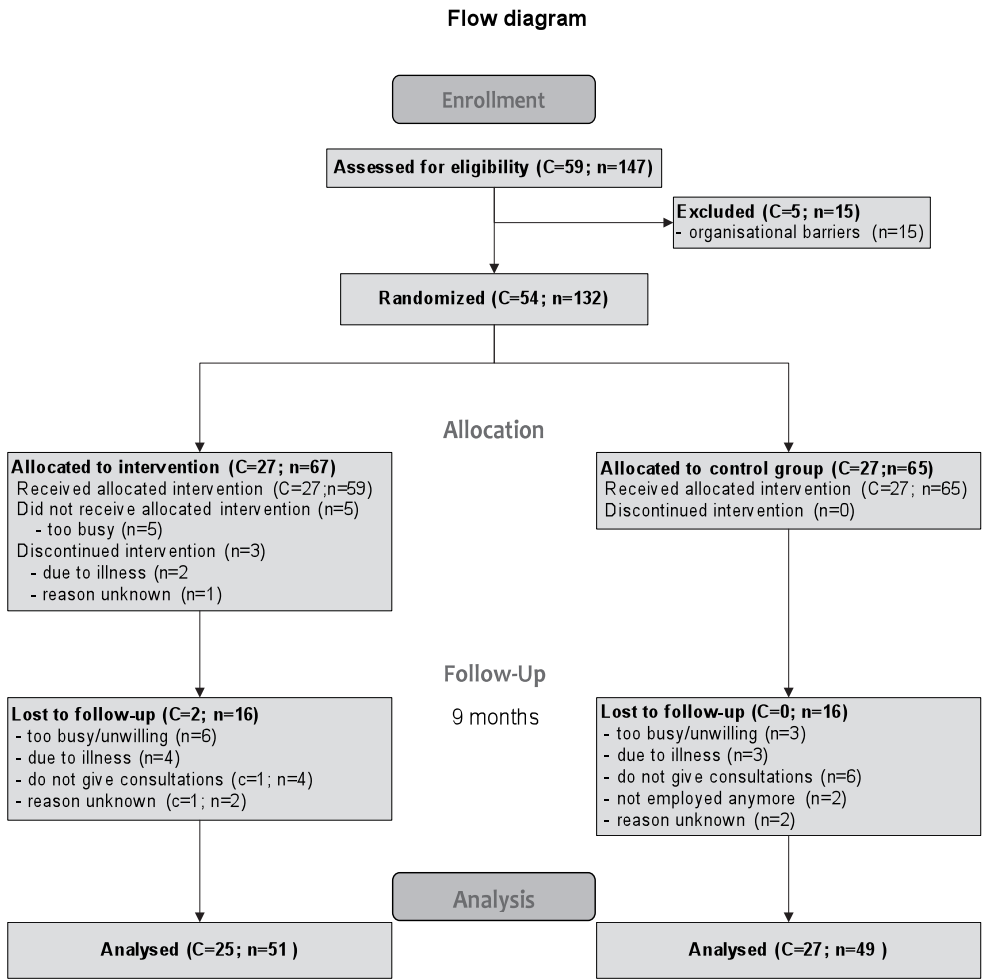 Flow diagram
Enrollment
Assessed for eligibility (C=59; n=147)
Excluded (C=5; n=15)
- organisational barriers (n=15)
Randomized (C=54; n=132)
Allocation
Allocated to intervention (C=27; n=67)
Received allocated intervention (C=27;n=59)
Did not receive allocated intervention (n=5)
- too busy (n=5)
Discontinued intervention (n=3)
- due to illness (n=2
- reason unknown (n=1)
Allocated to control group (C=27;n=65)
Received allocated intervention (C=27; n=65)
Discontinued intervention (n=0)
Follow-Up
9 months
Lost to follow-up (C=2; n=16)
- too busy/unwilling (n=6)
- due to illness (n=4)
- do not give consultations (c=1; n=4)
- reason unknown (c=1; n=2)
Lost to follow-up (C=0; n=16)
- too busy/unwilling (n=3)
- due to illness (n=3)
- do not give consultations (n=6)
- not employed anymore (n=2)
- reason unknown (n=2)
Analysis
Analysed (C=25; n=51 )
Analysed (C=27; n=49 )